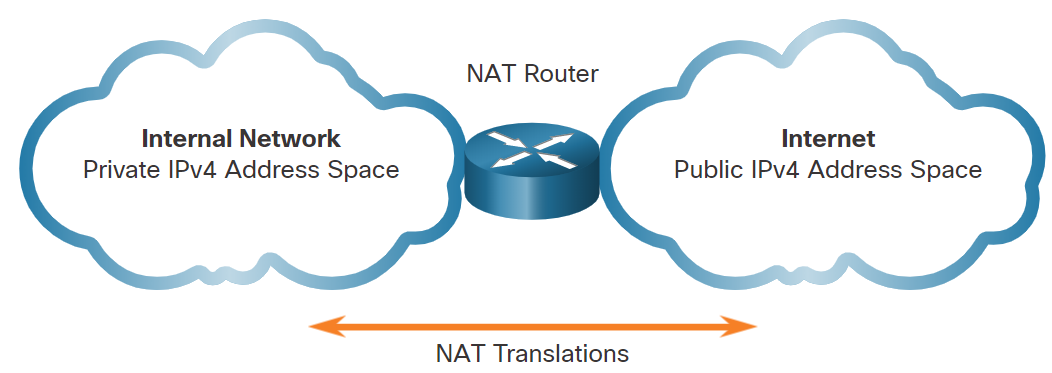 NAT Router
Internal Network
Private IPv4 Address Space
Internet
Public IPv4 Address Space
NAT Translations